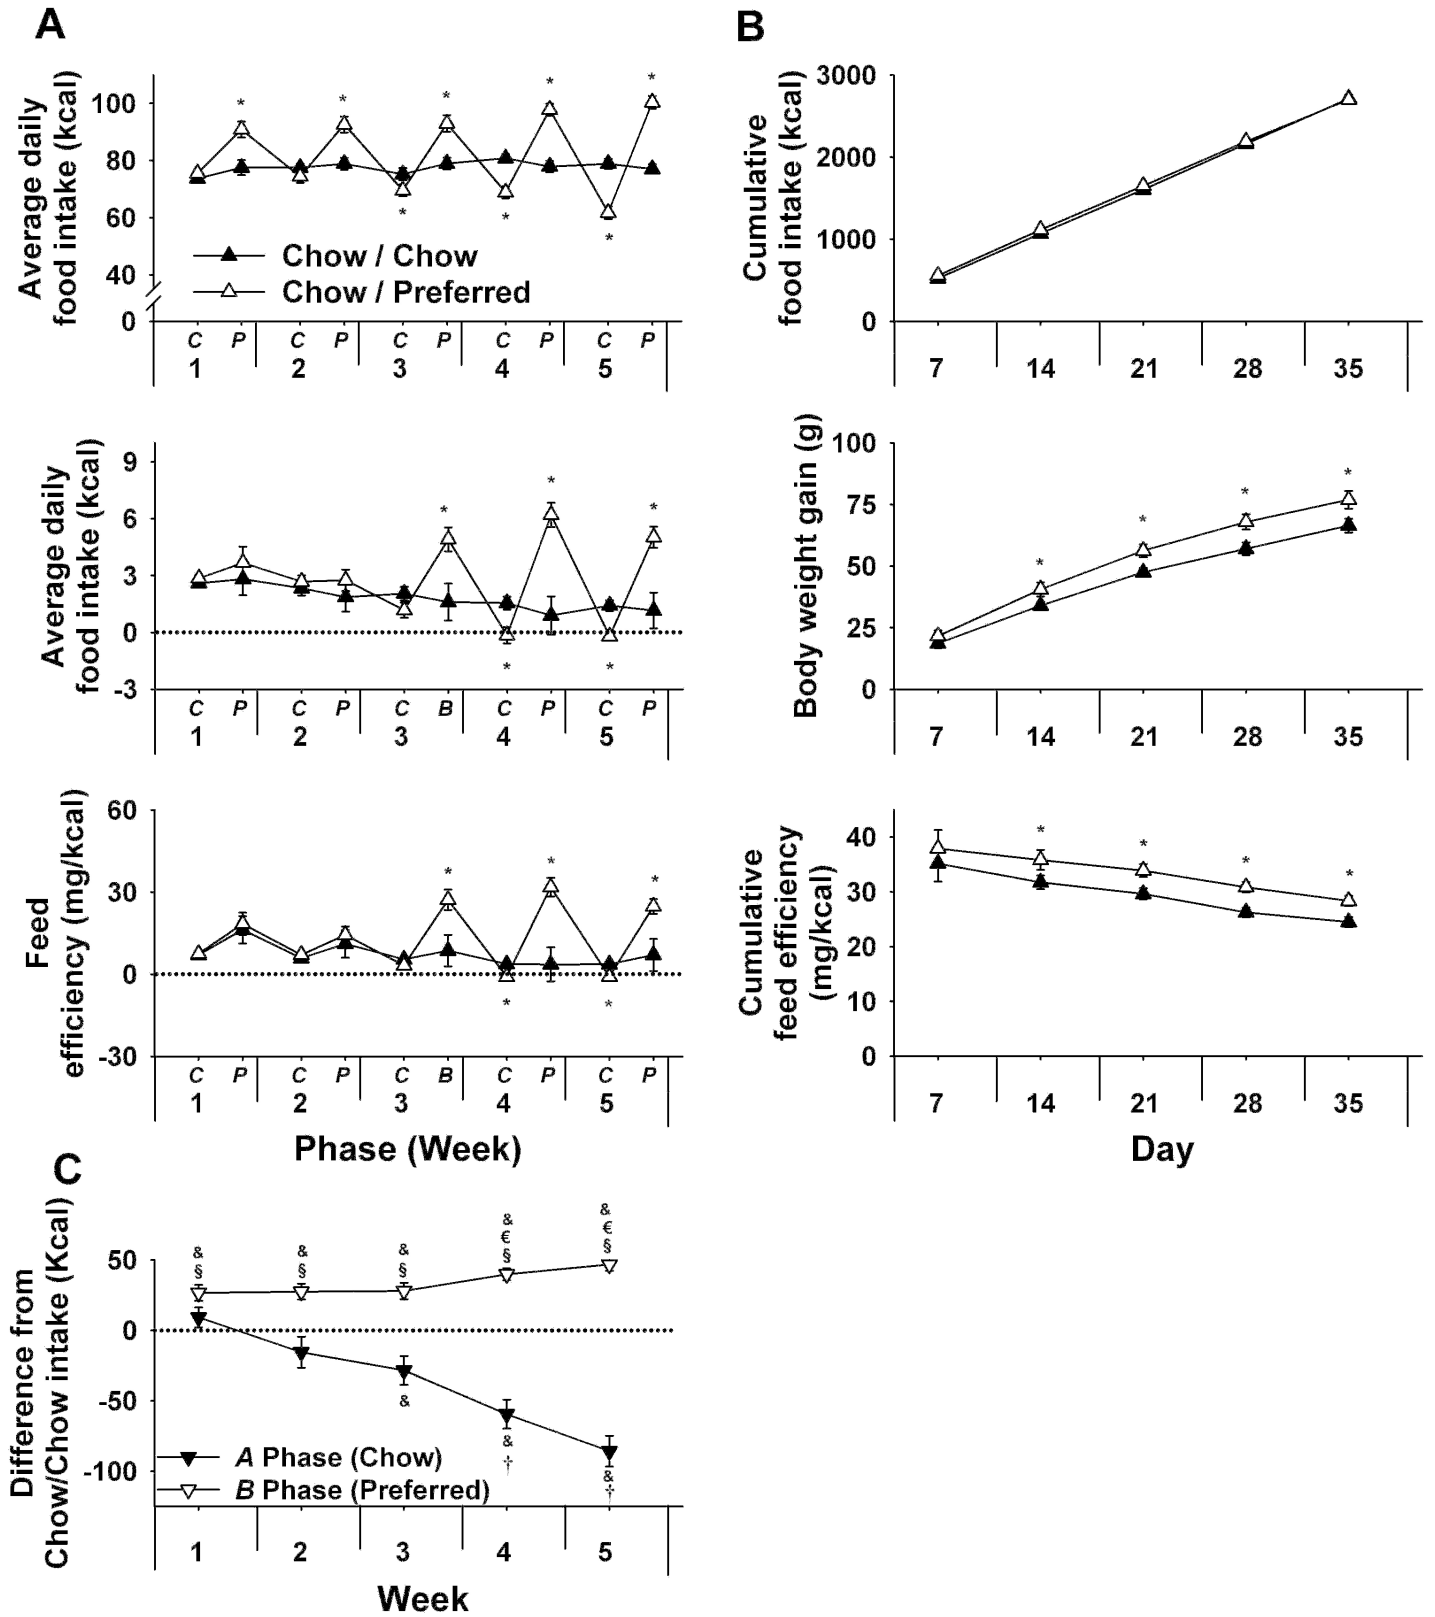 A
Average daily
food intake (kcal)
100
80
60
40
0
*
*
*
*
*
*
*
*
Chow / Chow
Chow / Preferred
C P C P C P C P C P
1 2 3 4 5
Average daily
food intake (kcal)
9
6
3
0
-3
*
*
*
*
*
C P C P C B C P C P
1 2 3 4 5
Feed
efficiency (mg/kcal)
60
30
0
-30
*
*
*
*
*
C P C P C B C P C P
1 2 3 4 5
Phase (Week)
B
Cumulative
food intake (kcal)
3000
2000
1000
0
7 14 21 28 35
Body weight gain (g)
100
75
50
25
0
*
*
*
*
7 14 21 28 35
Cumulative
feed efficiency
(mg/kcal)
40
30
20
10
0
*
*
*
*
7 14 21 28 35
Day
C
Difference from
Chow/Chow intake (Kcal)
50
0
-50
-100
&
§
&
§
&
§
&
€
§
&
€
§
&
&
†
&
†
A Phase (Chow)
B Phase (Preferred)
1 2 3 4 5
Week